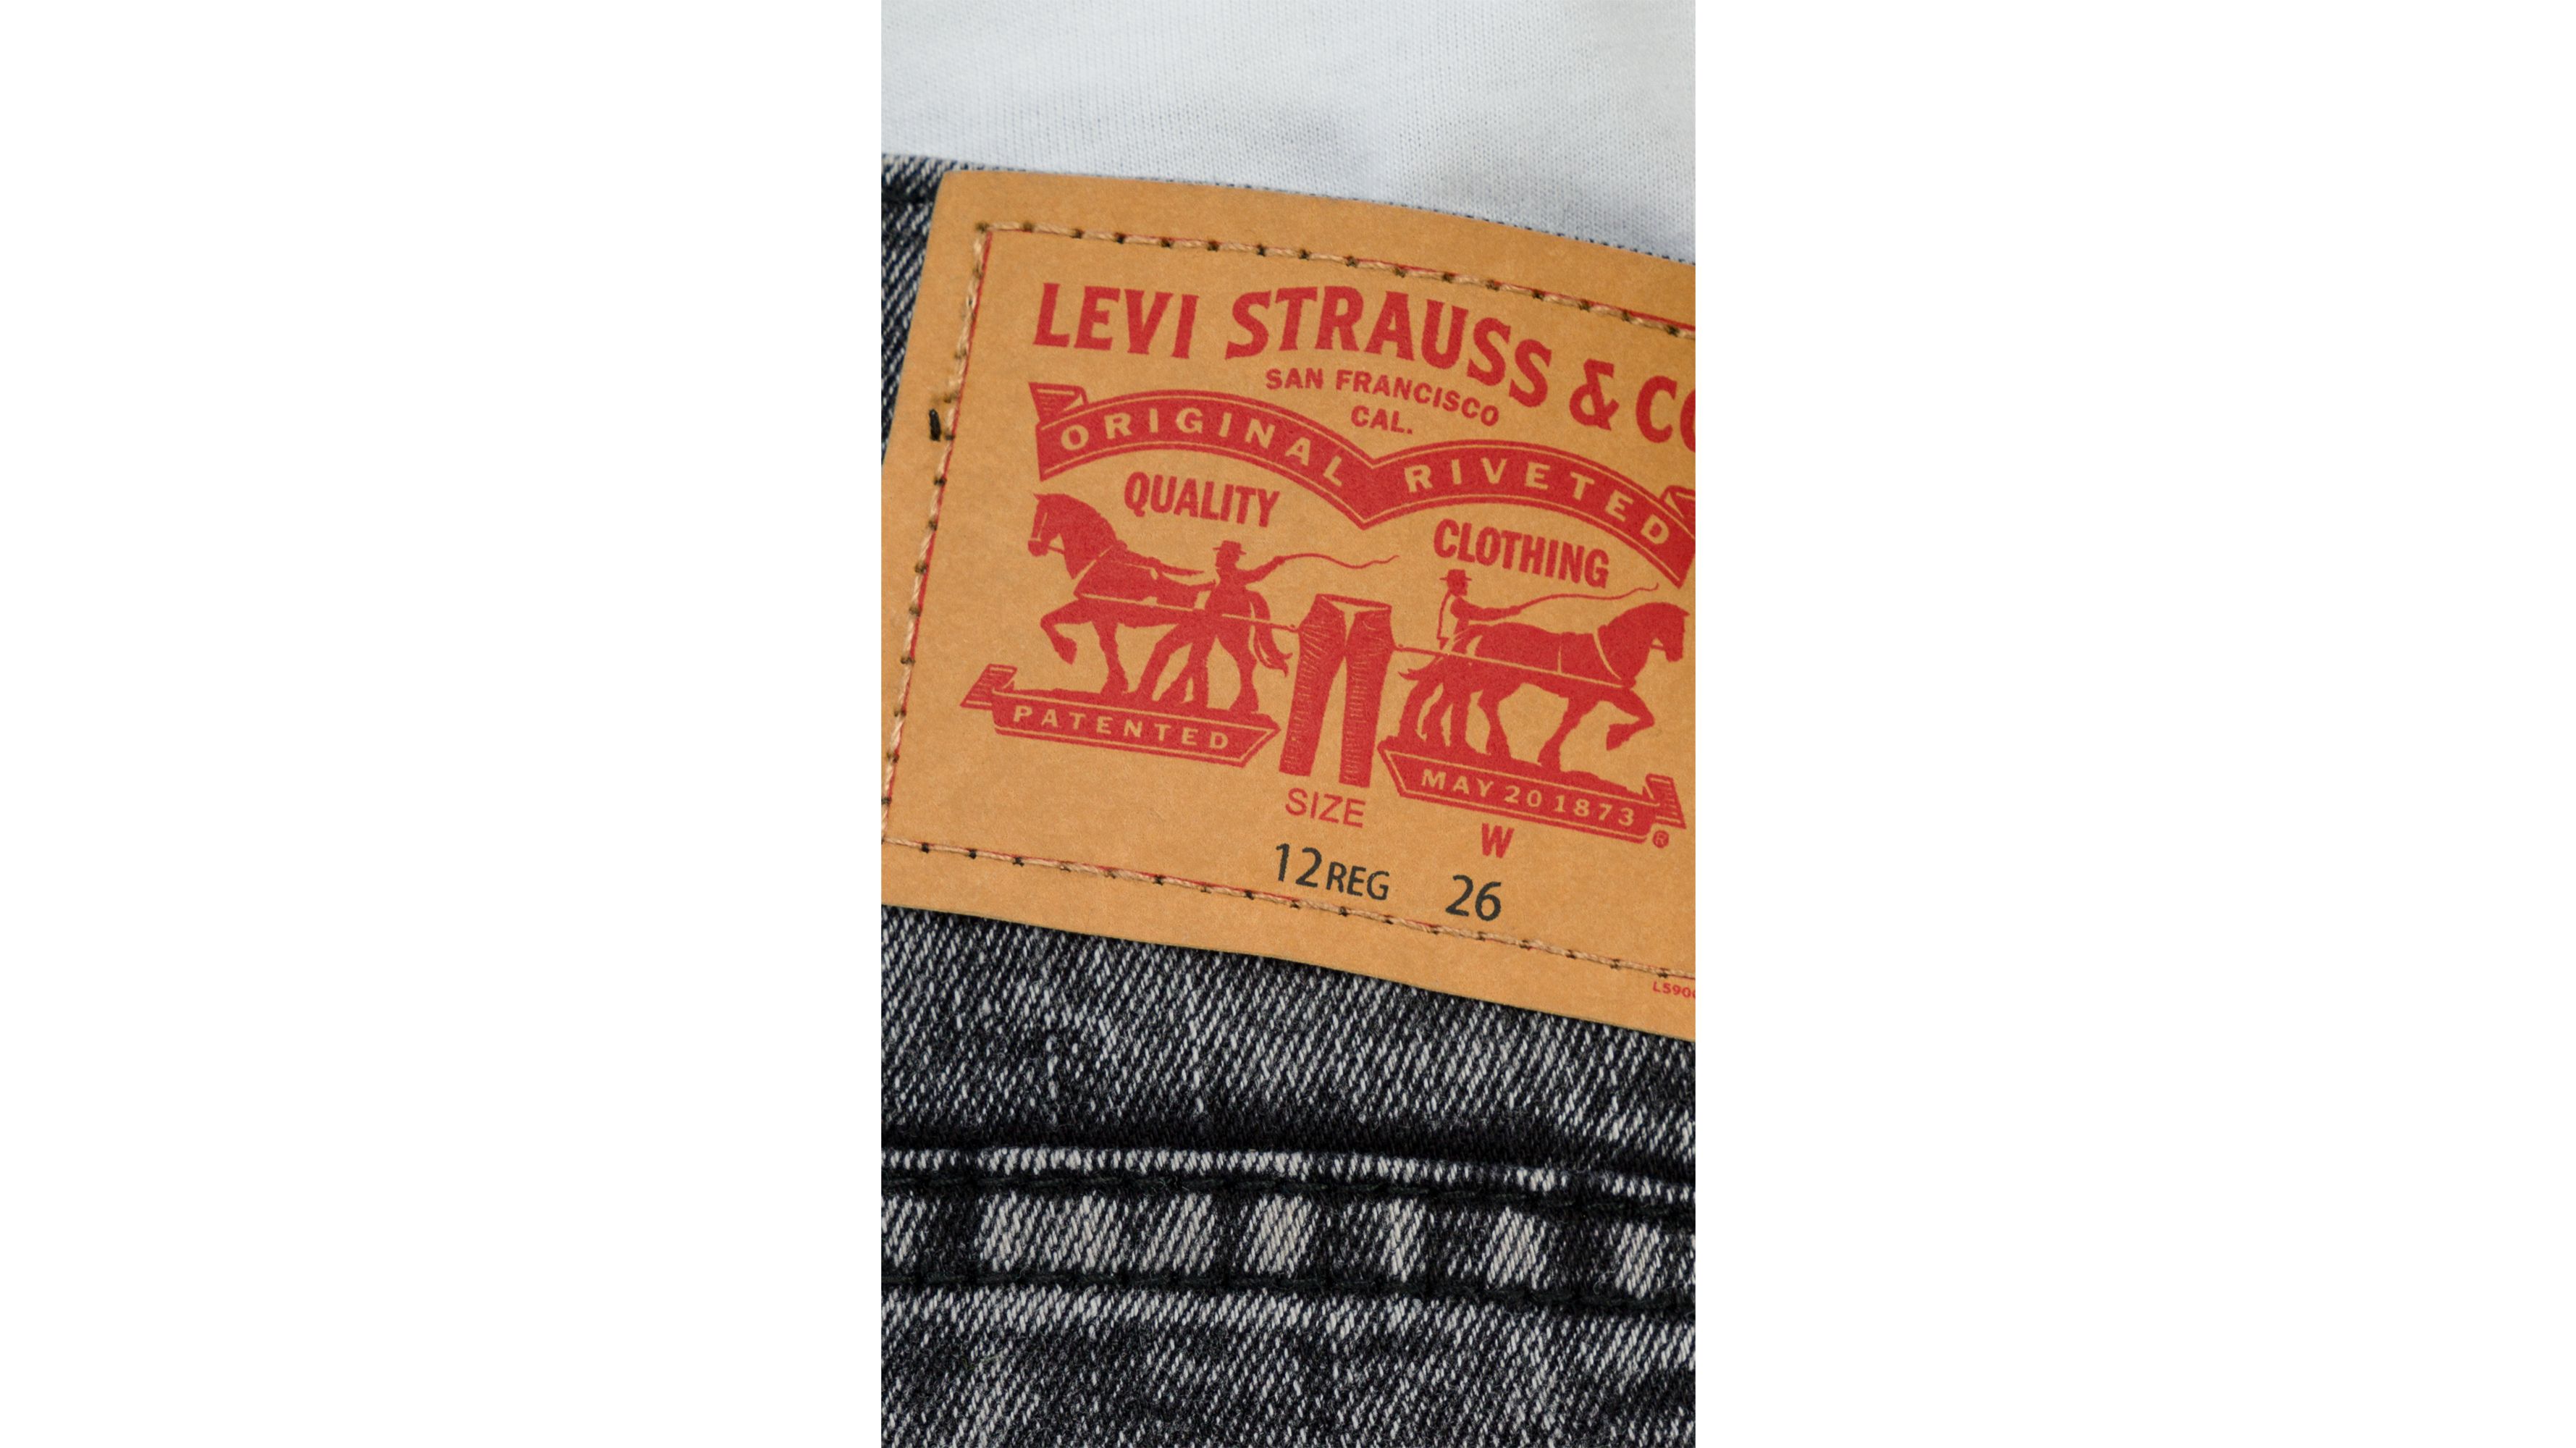 LEVI STRAUSS & CO
SAN FRANCISCO
CAL.
ORIGINAL RIVETED
QUALITY CLOTHING
PATENTED
MAY 20 1873 ®
SIZE W
12 REG 26